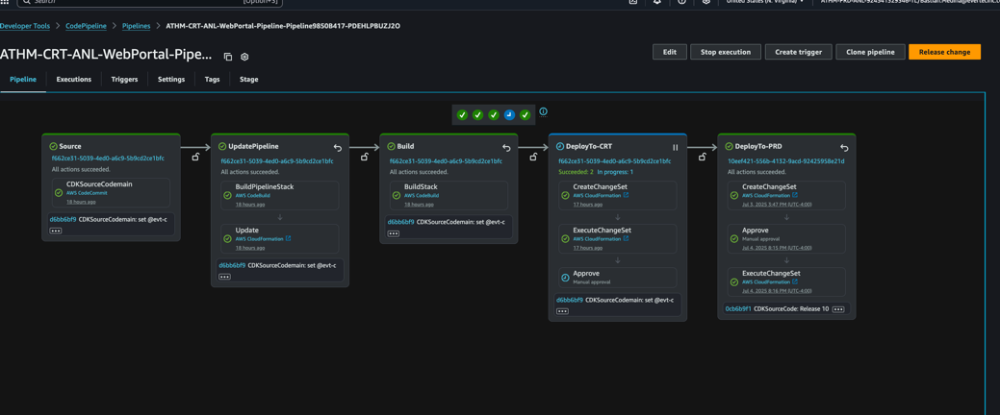 Search
[Option+S]
United States (N. Virginia)
Developer Tools
CodePipeline
Pipelines
ATHM-CRT-ANL-WebPortal-Pipeline-Pipeline9850B417-PDEHLPBUZJ2O
ATHM-CRT-ANL-WebPortal-Pipe...
Edit
Stop execution
Create trigger
Clone pipeline
Release change
Pipeline
Executions
Triggers
Settings
Tags
Stage
Source
f662ce31-5039-4ed0-a6c9-5b9cd2ce1bfc
All actions succeeded.
CDKSourceCodemain
AWS CodeCommit
18 hours ago
d6bb6bf9 CDKSourceCodemain: set @evt-c
UpdatePipeline
f662ce31-5039-4ed0-a6c9-5b9cd2ce1bfc
All actions succeeded.
BuildPipelineStack
AWS CodeBuild
18 hours ago
Update
AWS CloudFormation
18 hours ago
d6bb6bf9 CDKSourceCodemain: set @evt-c
Build
f662ce31-5039-4ed0-a6c9-5b9cd2ce1bfc
All actions succeeded.
BuildStack
AWS CodeBuild
18 hours ago
d6bb6bf9 CDKSourceCodemain: set @evt-c
DeployTo-CRT
f662ce31-5039-4ed0-a6c9-5b9cd2ce1bfc
Succeeded: 2 In progress: 1
CreateChangeSet
AWS CloudFormation
17 hours ago
ExecuteChangeSet
AWS CloudFormation
17 hours ago
Approve
Manual approval
d6bb6bf9 CDKSourceCodemain: set @evt-c
DeployTo-PRD
10eef421-556b-4132-9acd-92425958e21d
All actions succeeded.
CreateChangeSet
AWS CloudFormation
Jul 3, 2025 3:47 PM (UTC-4:00)
Approve
Manual approval
Jul 4, 2025 8:15 PM (UTC-4:00)
ExecuteChangeSet
AWS CloudFormation
Jul 4, 2025 8:16 PM (UTC-4:00)
0cb6b9f1 CDKSourceCode: Release 10